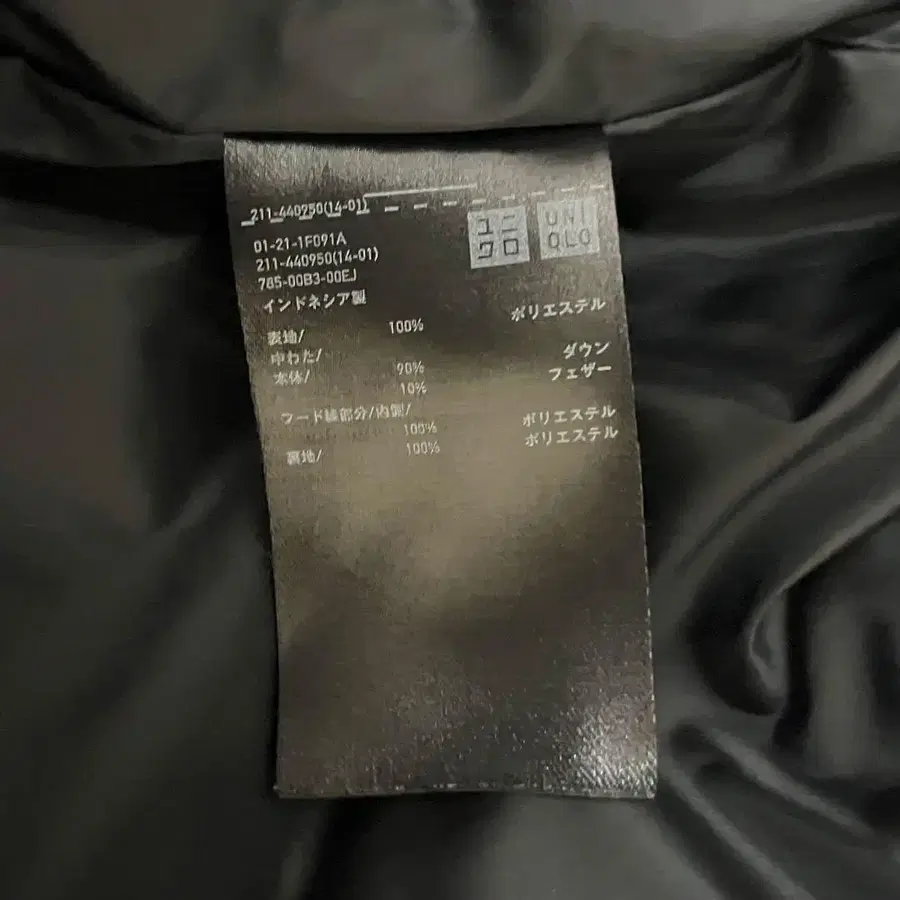 211-440950(14-01)
ユニ
クロ
UNI
QLO
01-21-1F091A
211-440950(14-01)
785-00B3-00EJ
インドネシア製
表地/ 100% ポリエステル
中わた/
本体/ 90% ダウン
10% フェザー
フード縁部分/内側/
100% ポリエステル
裏地/ 100% ポリエステル